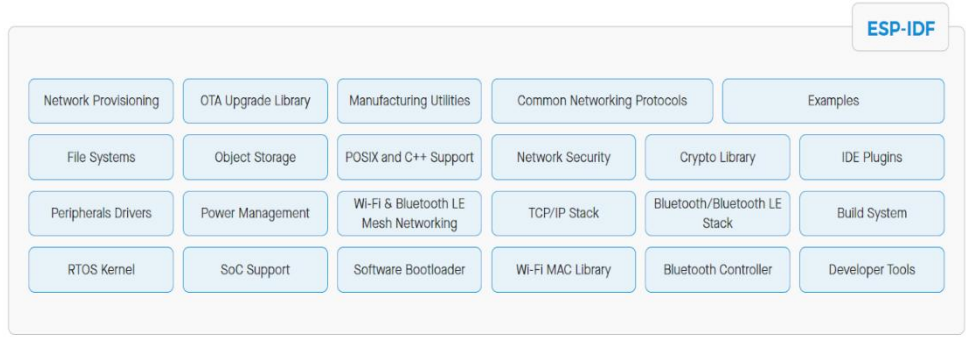 ESP-IDF
Network Provisioning
OTA Upgrade Library
Manufacturing Utilities
Common Networking Protocols
Examples
File Systems
Object Storage
POSIX and C++ Support
Network Security
Crypto Library
IDE Plugins
Peripherals Drivers
Power Management
Wi-Fi & Bluetooth LE
Mesh Networking
TCP/IP Stack
Bluetooth/Bluetooth LE
Stack
Build System
RTOS Kernel
SoC Support
Software Bootloader
Wi-Fi MAC Library
Bluetooth Controller
Developer Tools